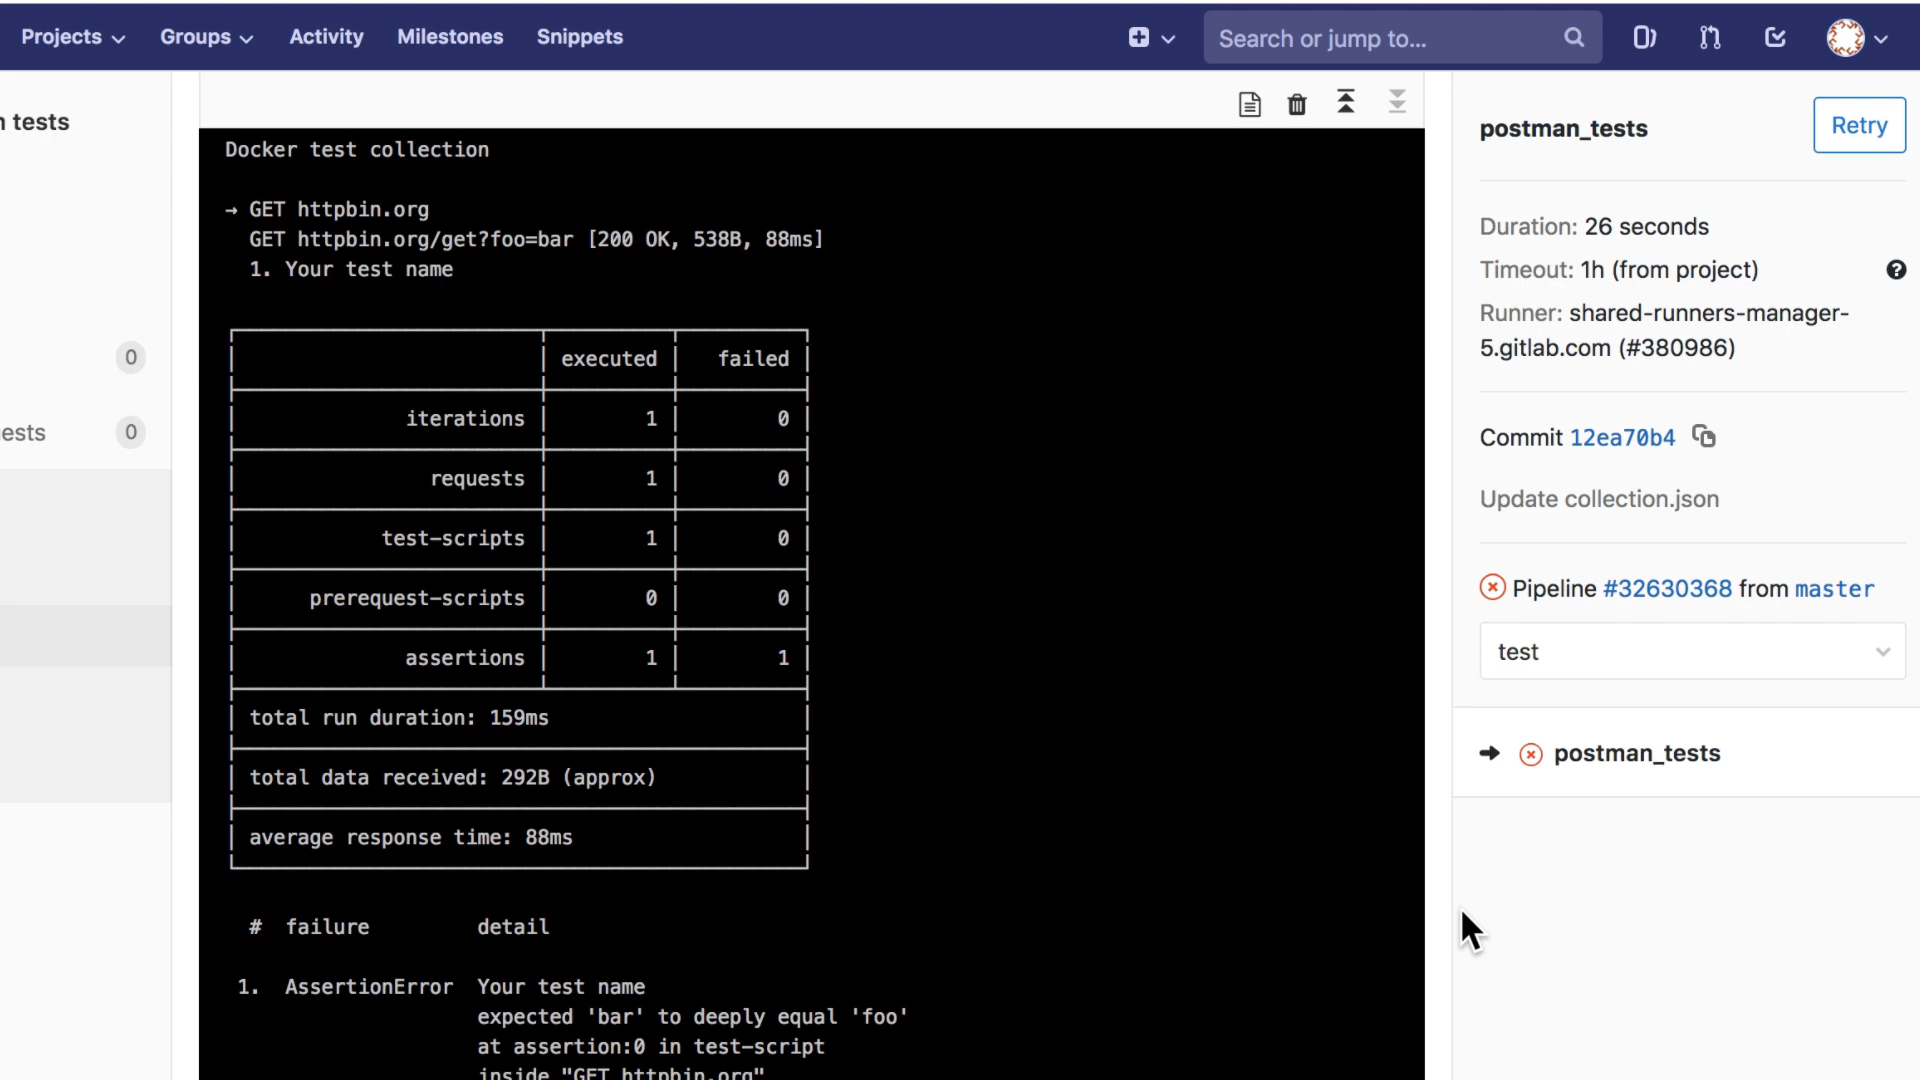 Projects Groups Activity Milestones Snippets Search or jump to...
tests
0
ests 0
Docker test collection
→ GET httpbin.org
GET httpbin.org/get?foo=bar [200 OK, 538B, 88ms]
1. Your test name
executed failed
iterations 1 0
requests 1 0
test-scripts 1 0
prerequest-scripts 0 0
assertions 1 1
total run duration: 159ms
total data received: 292B (approx)
average response time: 88ms
# failure detail
1. AssertionError Your test name
expected 'bar' to deeply equal 'foo'
at assertion:0 in test-script
inside "GET httpbin.org"
postman_tests Retry
Duration: 26 seconds
Timeout: 1h (from project)
Runner: shared-runners-manager-
5.gitlab.com (#380986)
Commit 12ea70b4
Update collection.json
Pipeline #32630368 from master
test
postman_tests